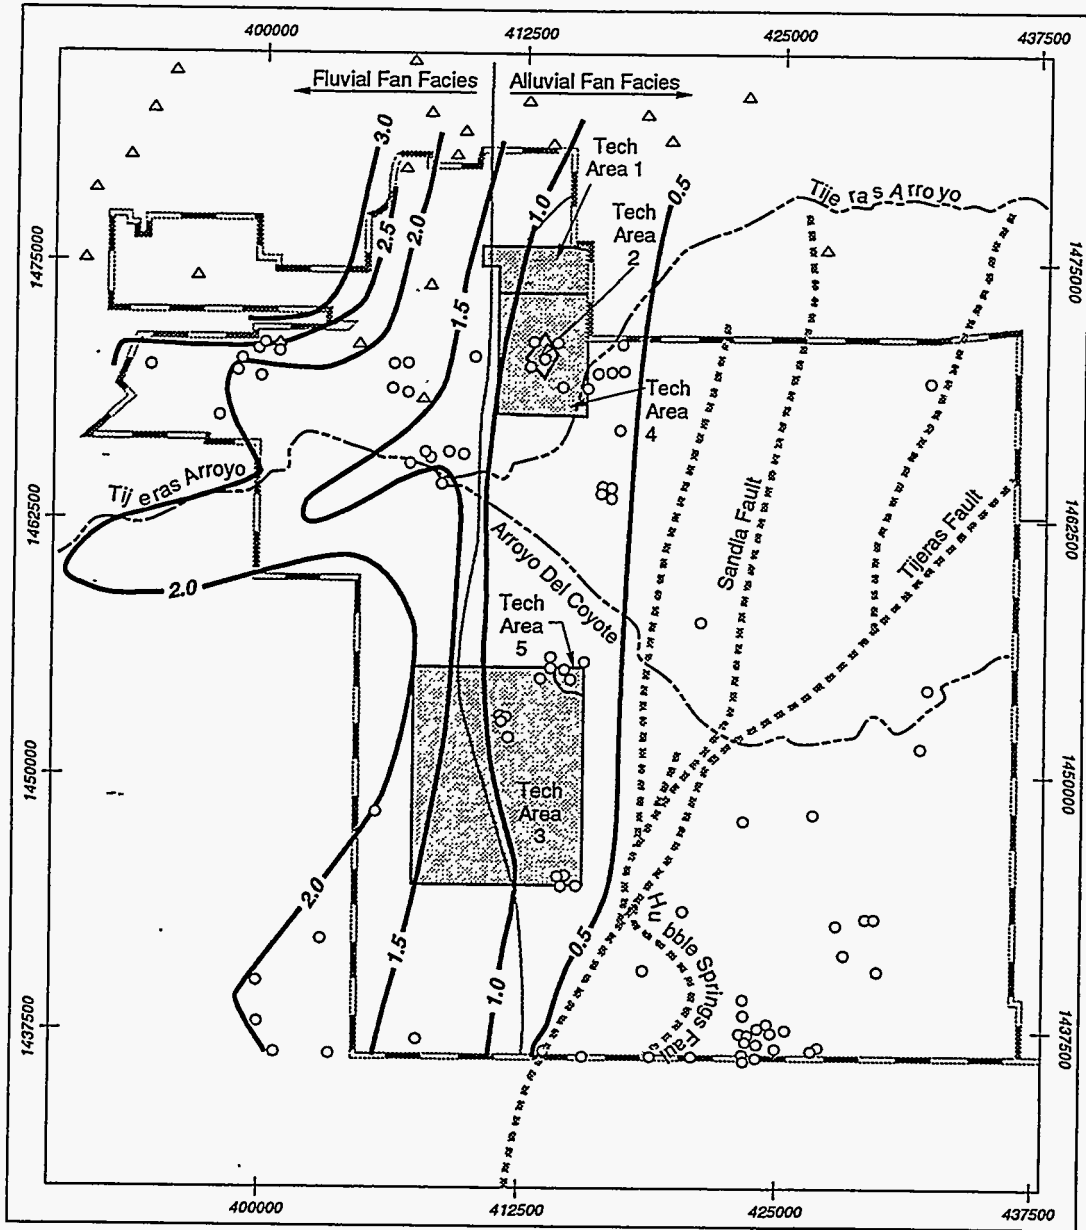 400000
412500
425000
437500
Fluvial Fan Facies
Alluvial Fan Facies
3.0
Tech
Area 1
1.0
0.5
Tijeras Arroyo
2.5
2.0
Tech
Area
2
1475000
1475000
1.5
Tech
Area
4
Tijeras Arroyo
1462500
1462500
Sandia Fault
Tijeras Fault
Arroyo Del Coyote
2.0
Tech
Area
5
1450000
1450000
Tech
Area
3
2.0
Hubble Springs Fault
1.5
0.5
1.0
1437500
1437500
400000
412500
425000
437500